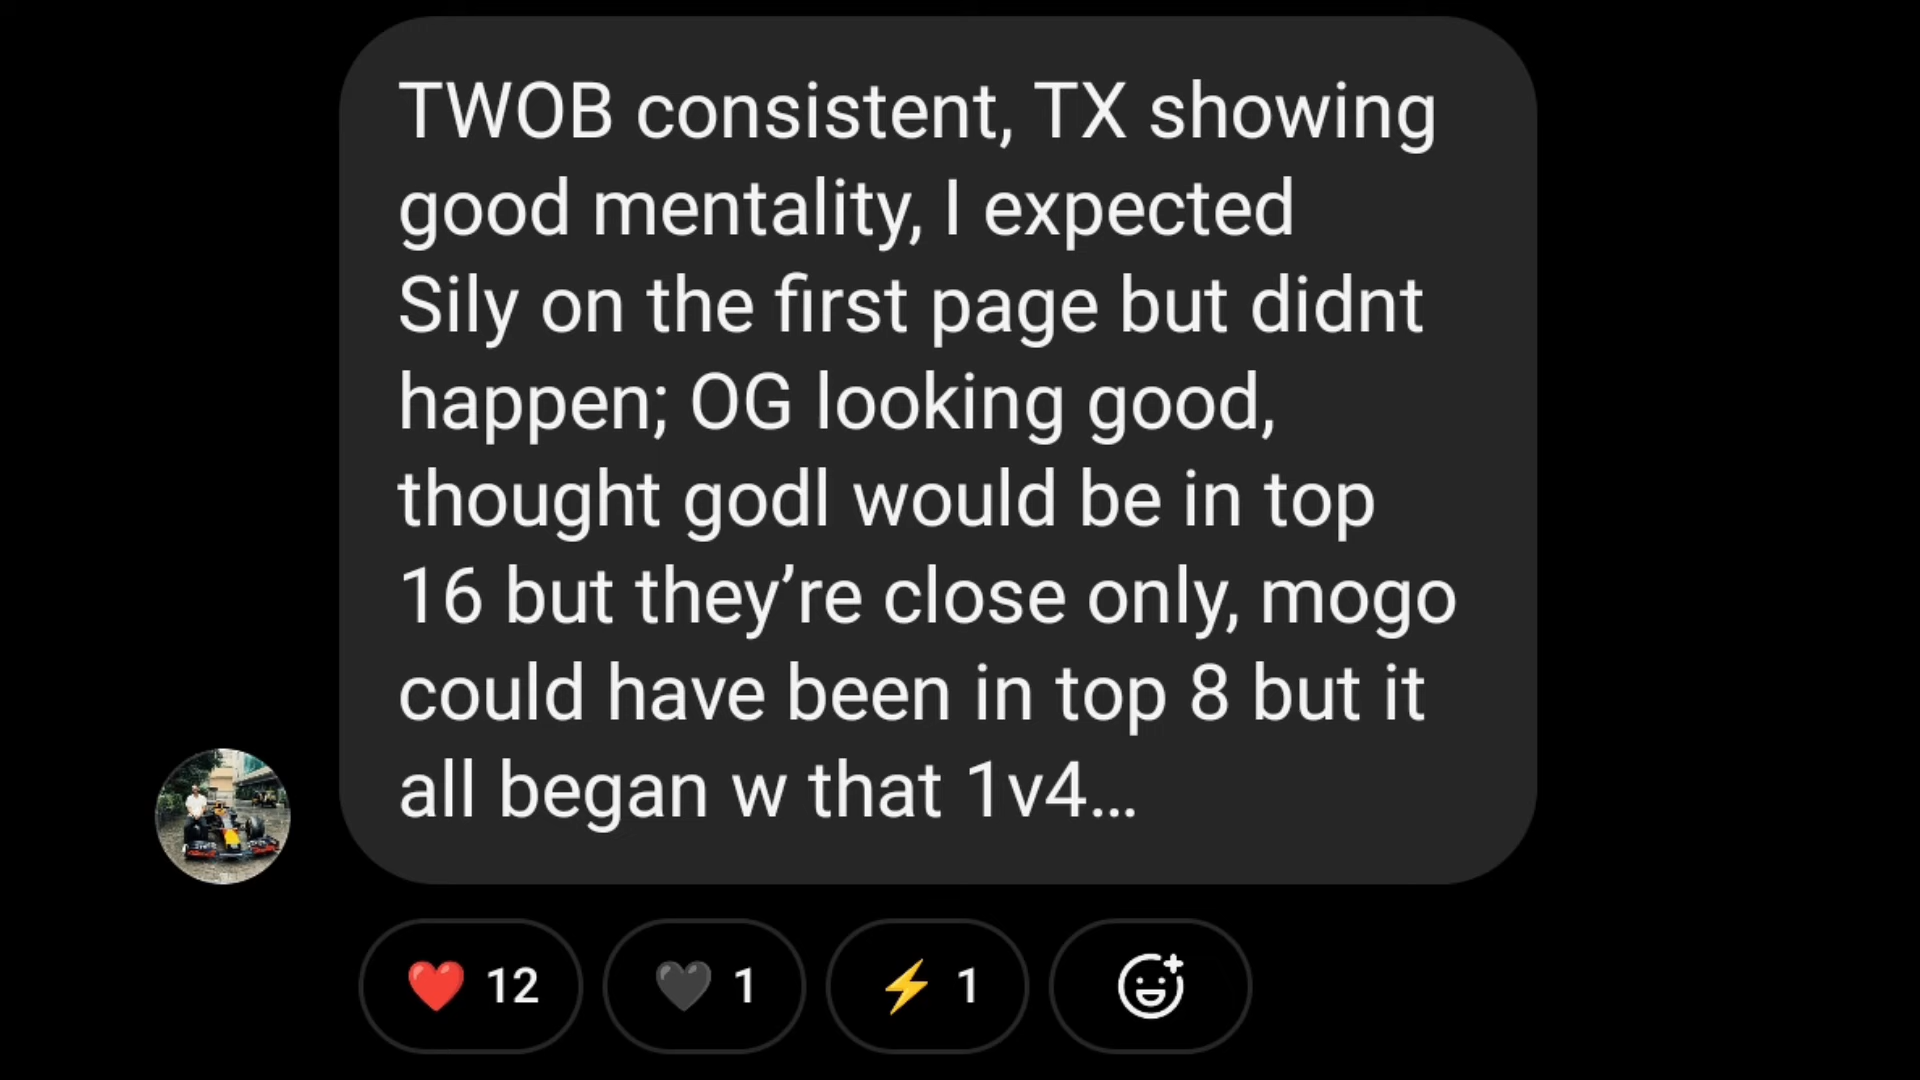 TWOB consistent, TX showing
good mentality, I expected
Sily on the first page but didnt
happen; OG looking good,
thought godl would be in top
16 but they’re close only, mogo
could have been in top 8 but it
all began w that 1v4...
❤️ 12 🖤 1 ⚡ 1